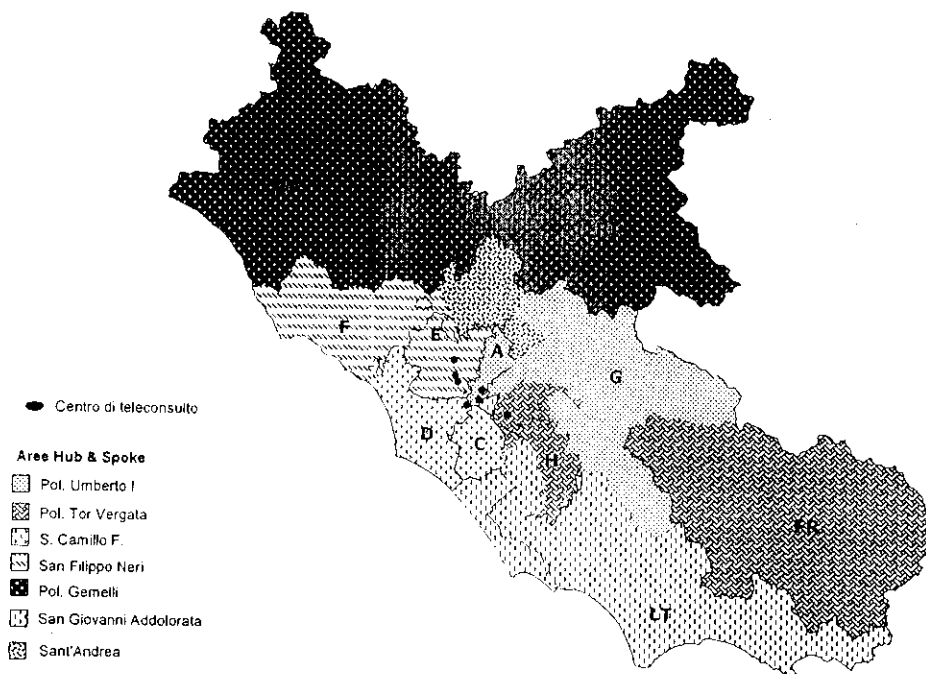 F
E
A
G
D
C
H
FR
LT
Centro di teleconsulto
Aree Hub & Spoke
Pol. Umberto I
Pol. Tor Vergata
S. Camillo F.
San Filippo Neri
Pol. Gemelli
San Giovanni Addolorata
Sant'Andrea